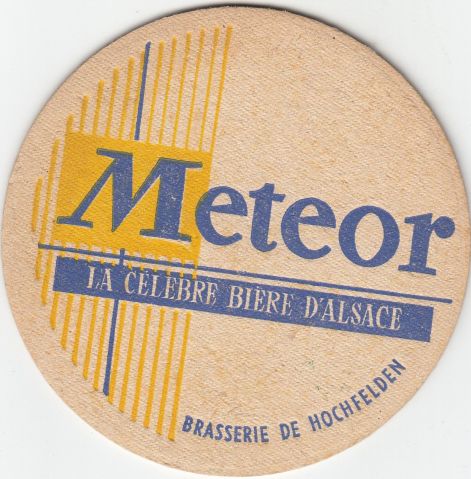 Meteor
LA CÉLÈBRE BIÈRE D'ALSACE
BRASSERIE DE HOCHFELDEN